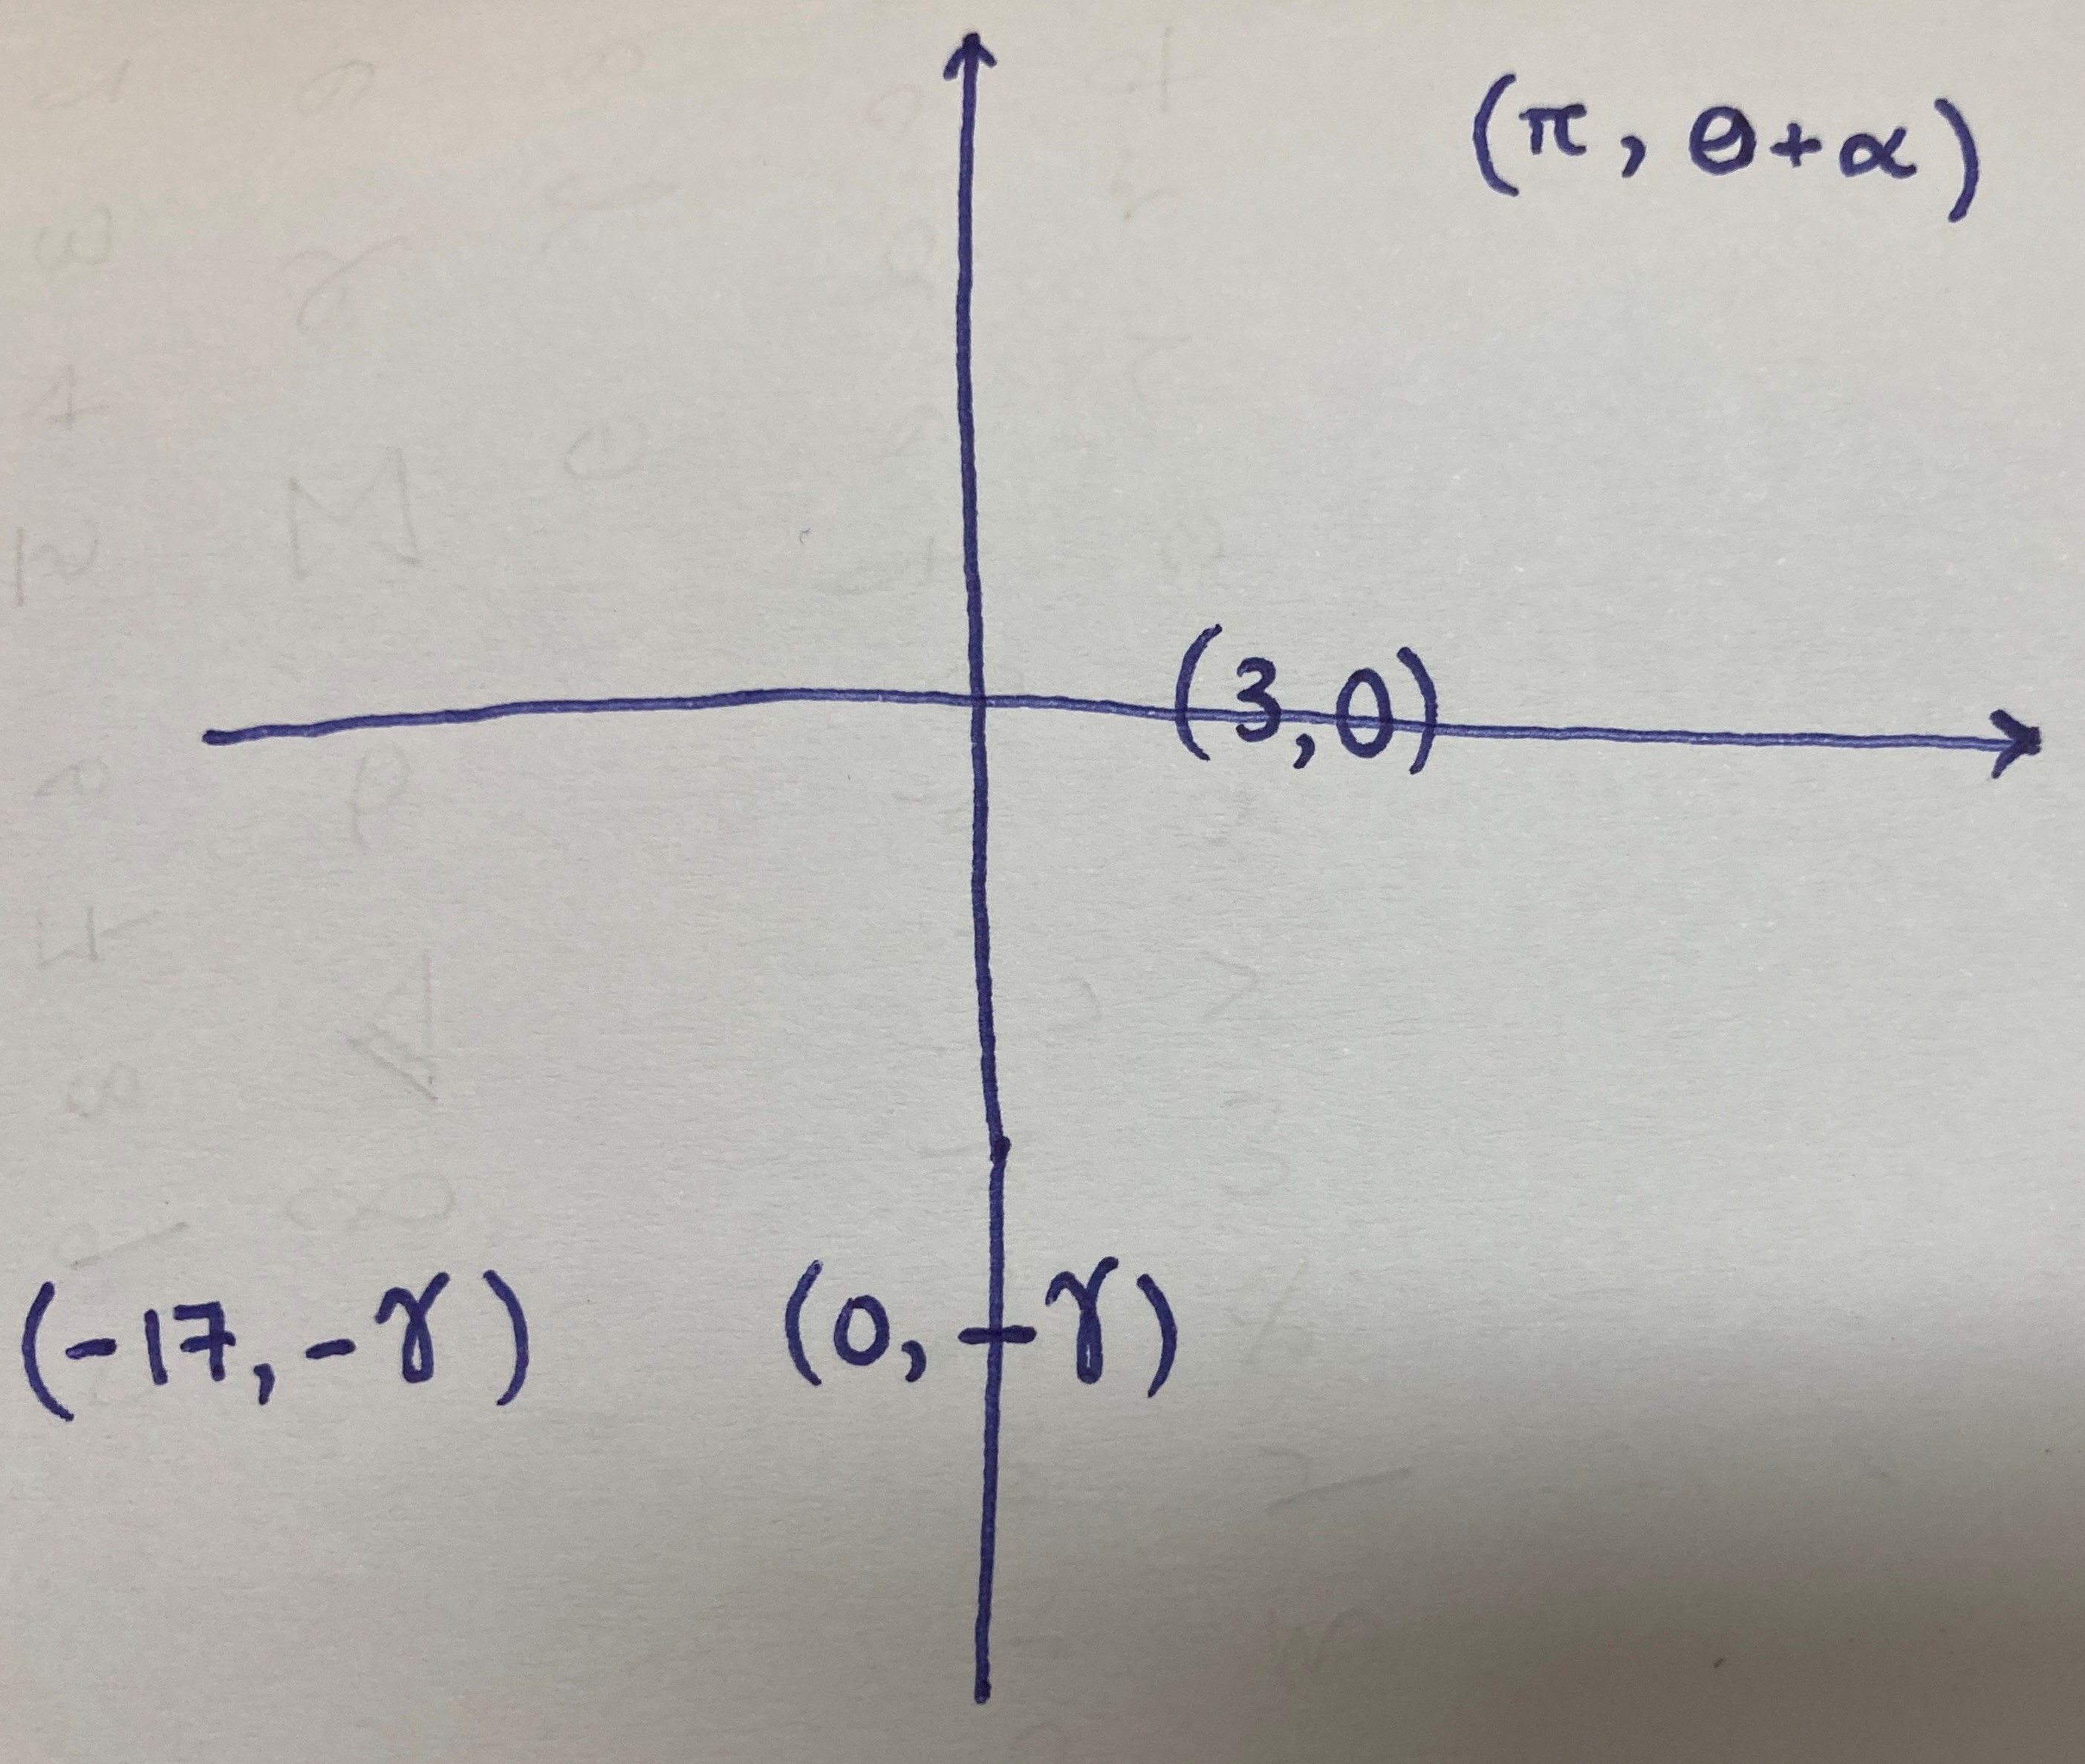 (π, θ+α)
(3,0)
(-17, -γ)
(0, -γ)